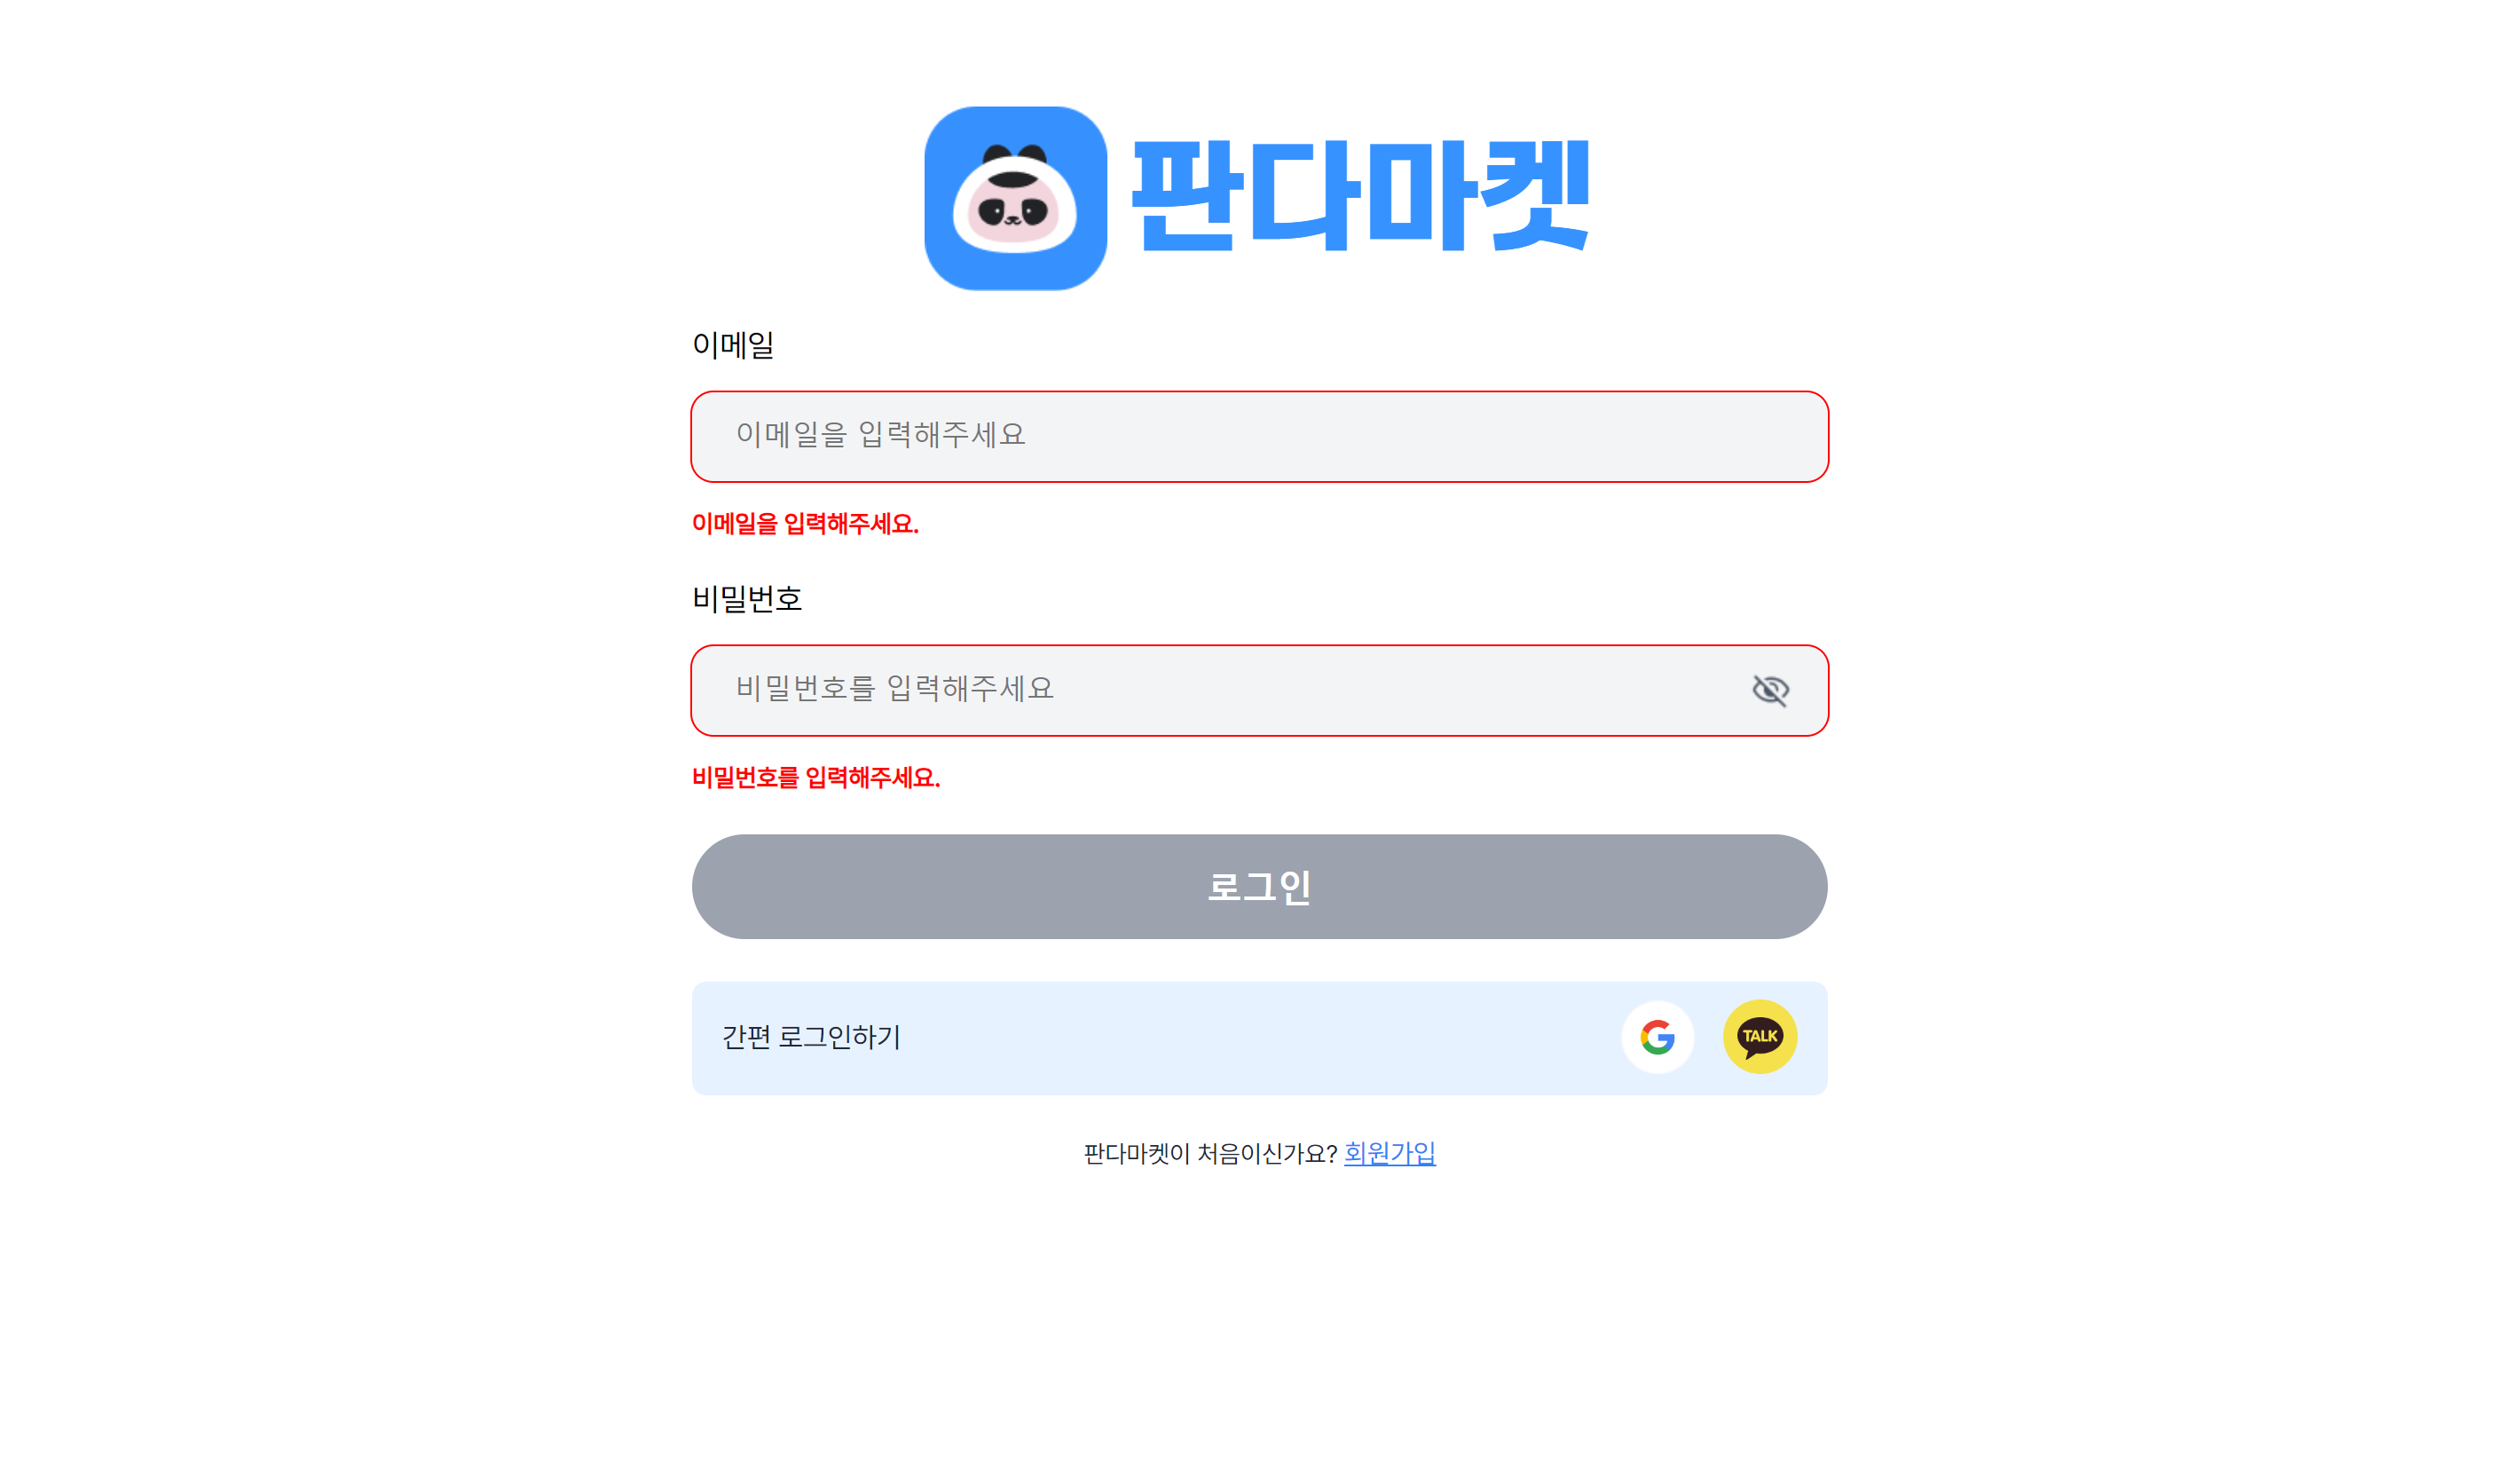 판다마켓
이메일
이메일을 입력해주세요
이메일을 입력해주세요.
비밀번호
비밀번호를 입력해주세요
비밀번호를 입력해주세요.
로그인
간편 로그인하기
TALK
판다마켓이 처음이신가요? 회원가입